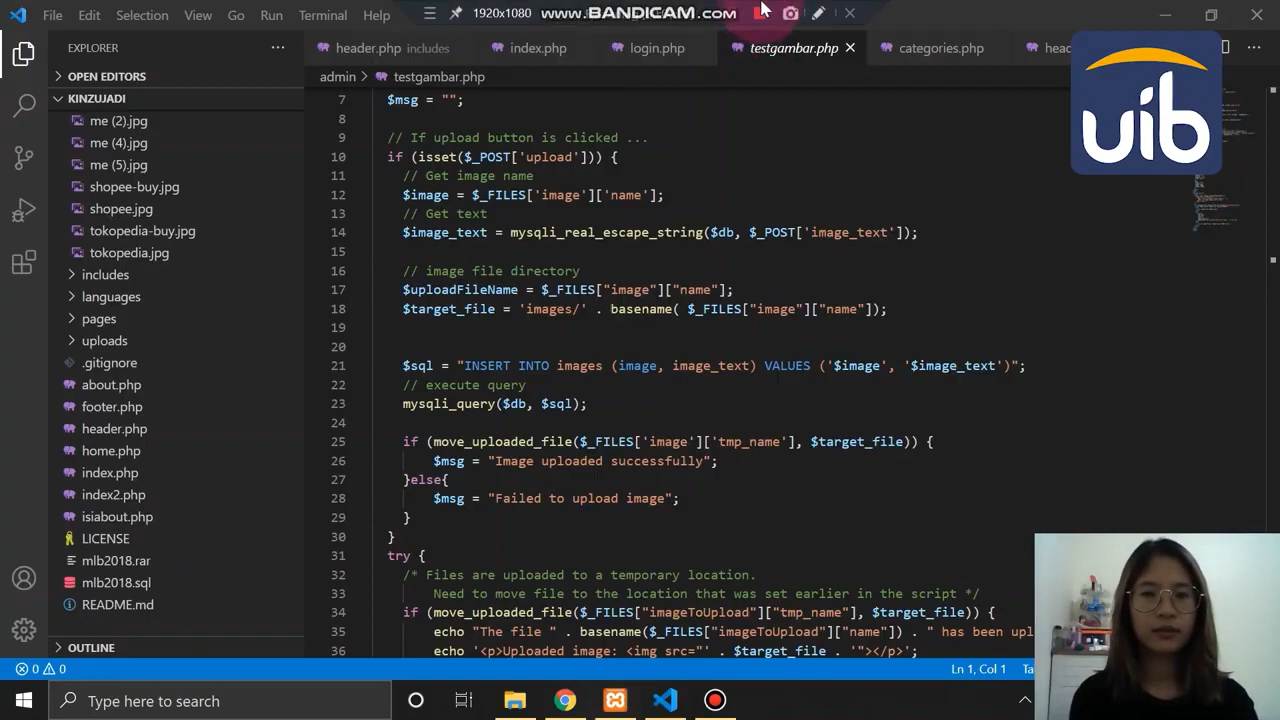 File Edit Selection View Go Run Terminal Help
1920x1080
www.BANDICAM.com
EXPLORER
header.php includes
index.php
login.php
testgambar.php
categories.php
uib
OPEN EDITORS
admin > testgambar.php
KINZUJADI
me (2).jpg
me (4).jpg
me (5).jpg
shopee-buy.jpg
shopee.jpg
tokopedia-buy.jpg
tokopedia.jpg
includes
languages
pages
uploads
.gitignore
about.php
footer.php
header.php
home.php
index.php
index2.php
isiabout.php
LICENSE
mlb2018.rar
mlb2018.sql
README.md
OUTLINE
7 $msg = "";
8
9 // If upload button is clicked ...
10 if (isset($_POST['upload'])) {
11 // Get image name
12 $image = $_FILES['image']['name'];
13 // Get text
14 $image_text = mysqli_real_escape_string($db, $_POST['image_text']);
15
16 // image file directory
17 $uploadFileName = $_FILES["image"]["name"];
18 $target_file = 'images/' . basename( $_FILES["image"]["name"]);
19
20
21 $sql = "INSERT INTO images (image, image_text) VALUES ('$image', '$image_text')";
22 // execute query
23 mysqli_query($db, $sql);
24
25 if (move_uploaded_file($_FILES['image']['tmp_name'], $target_file)) {
26 $msg = "Image uploaded successfully";
27 }else{
28 $msg = "Failed to upload image";
29 }
30 }
31 try {
32 /* Files are uploaded to a temporary location.
33 Need to move file to the location that was set earlier in the script */
34 if (move_uploaded_file($_FILES["imageToUpload"]["tmp_name"], $target_file)) {
35 echo "The file " . basename($_FILES["imageToUpload"]["name"]) . " has been upl
36 echo '<p>Uploaded image: <img src="' . $target_file . '"></p>';
0 0
Ln 1, Col 1
Type here to search